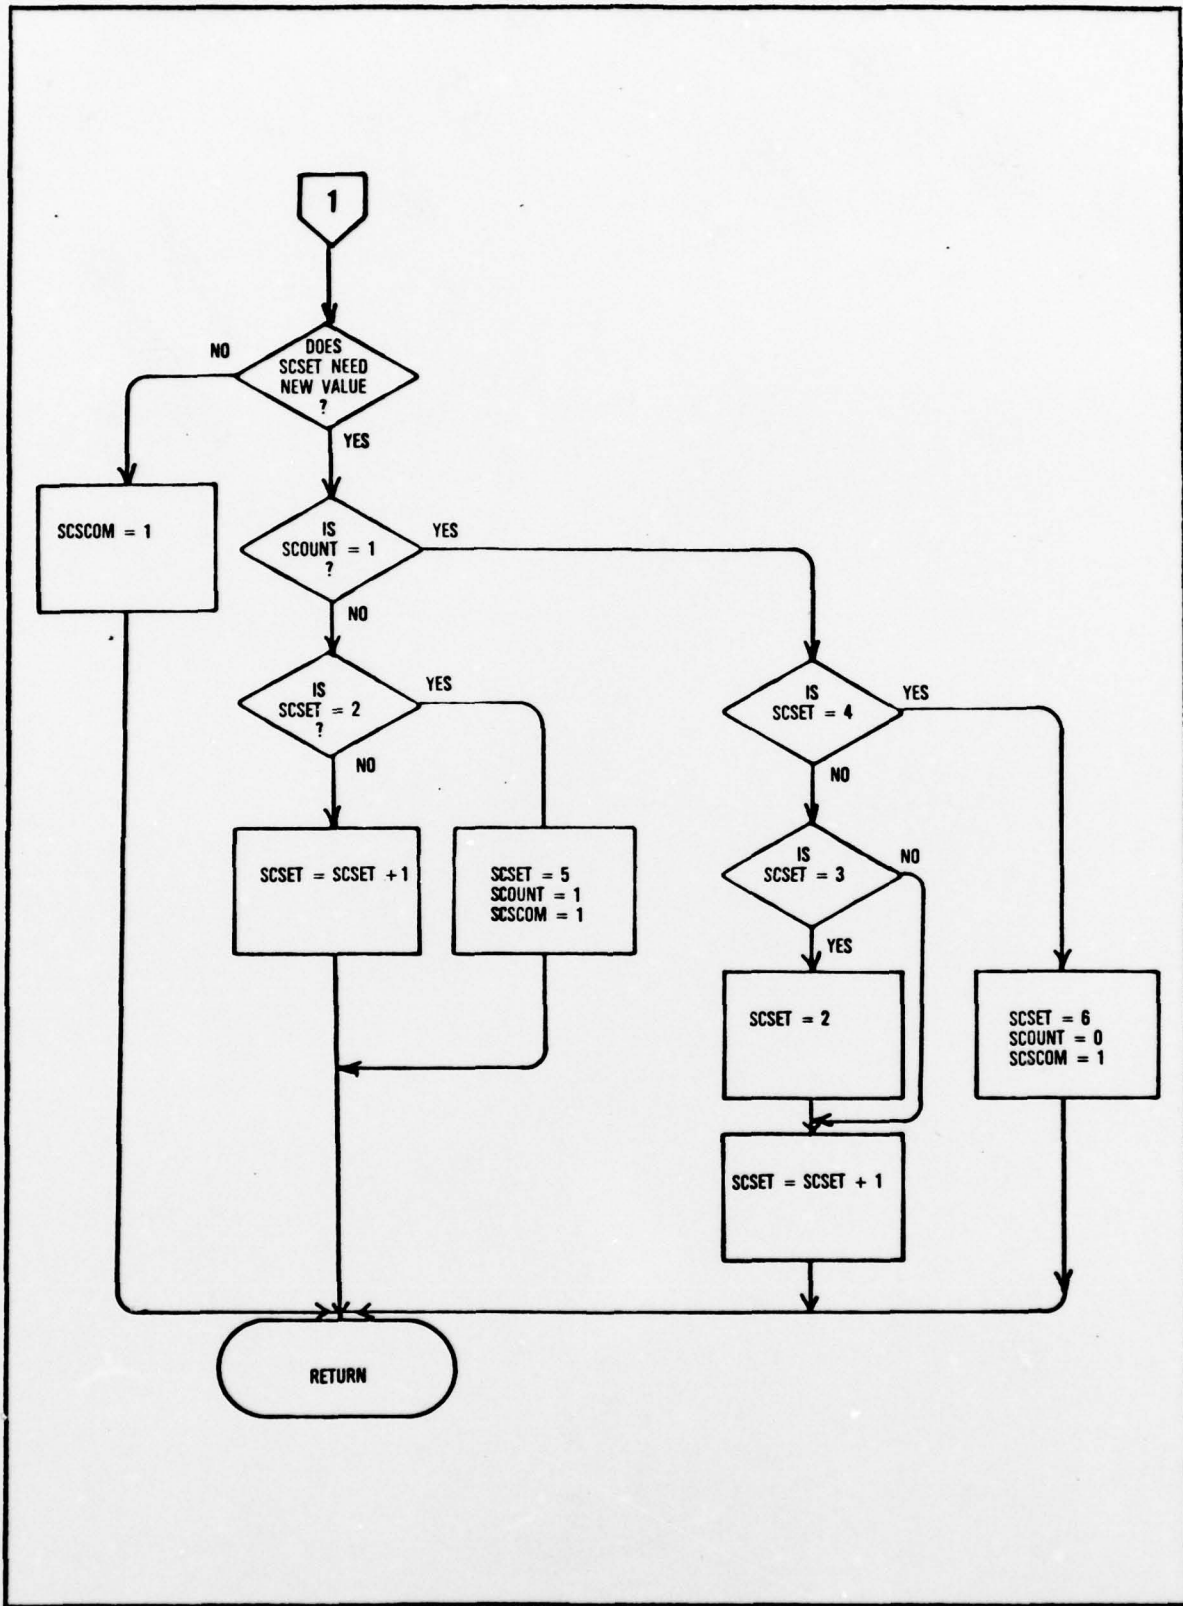 1
DOES
SCSET NEED
NEW VALUE
?
NO
YES
SCSCOM = 1
IS
SCOUNT = 1
?
YES
NO
IS
SCSET = 2
?
YES
NO
IS
SCSET = 4
YES
NO
SCSET = SCSET +1
SCSET = 5
SCOUNT = 1
SCSCOM = 1
IS
SCSET = 3
NO
YES
SCSET = 2
SCSET = 6
SCOUNT = 0
SCSCOM = 1
SCSET = SCSET + 1
RETURN